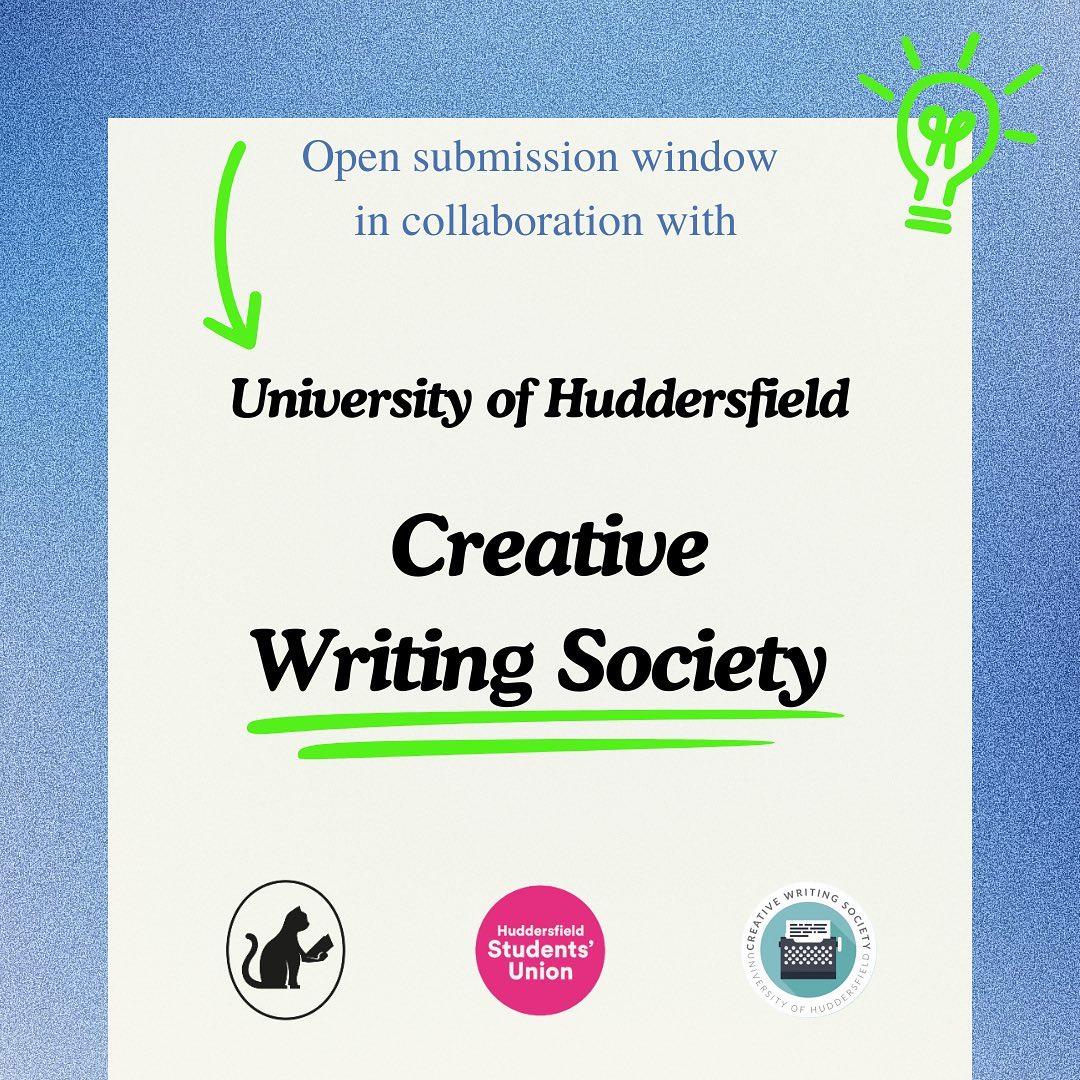 Open submission window
in collaboration with
University of Huddersfield
Creative
Writing Society
Huddersfield
Students'
Union
CREATIVE WRITING SOCIETY
UNIVERSITY OF HUDDERSFIELD